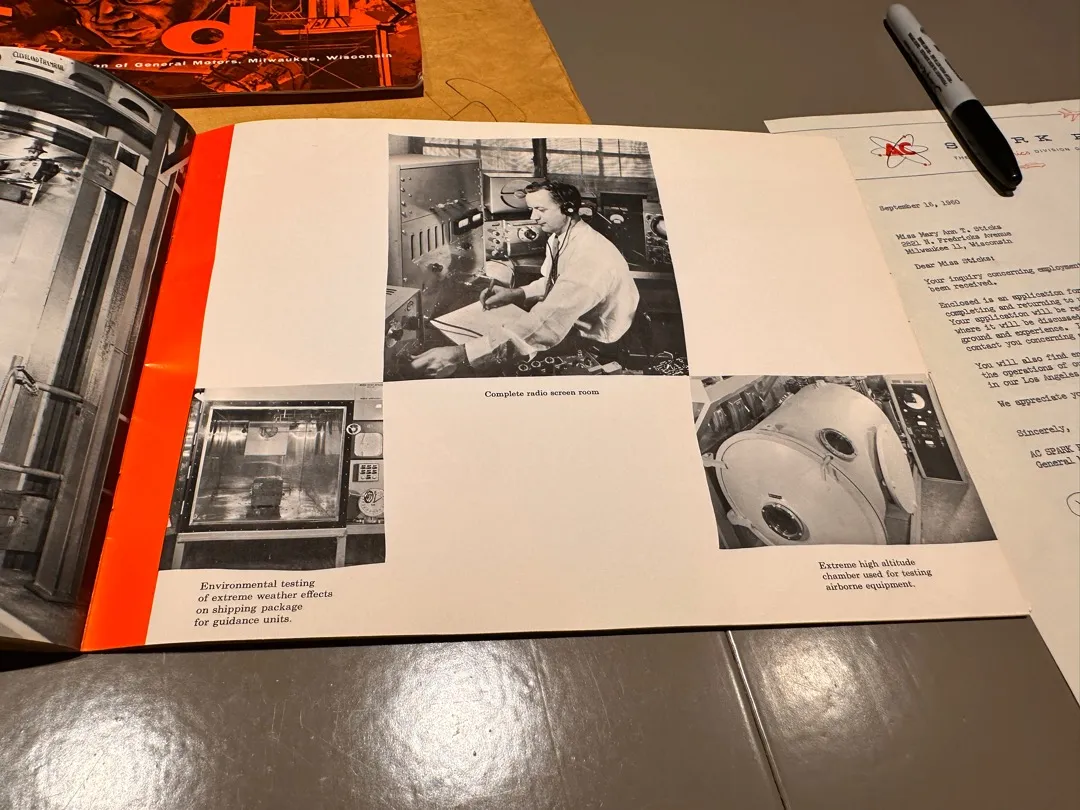 d
n of General Motors, Milwaukee, Wisconsin
Complete radio screen room
Environmental testing
of extreme weather effects
on shipping package
for guidance units.
Extreme high altitude
chamber used for testing
airborne equipment.
AC
DIVISION
September 16, 1960
Miss Mary Ann T. Sticks
2621 N. Fredricks Avenue
Milwaukee 11, Wisconsin
Dear Miss Sticks:
Your inquiry concerning employment
been received.
Enclosed is an application for
completing and returning to
Your application will be re
where it will be discussed
ground and experience.
contact you concerning
You will also find en
the operations of ou
in our Los Angeles
We appreciate yo
Sincerely,
AC SPARK P
General